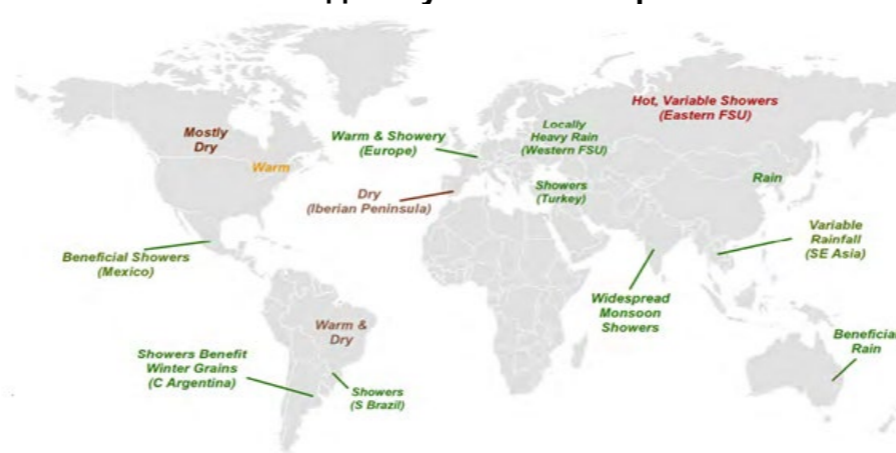 Hot, Variable Showers
(Eastern FSU)
Locally
Heavy Rain
(Western FSU)
Mostly
Dry
Warm & Showery
(Europe)
Warm
Rain
Dry
(Iberian Peninsula)
Showers
(Turkey)
Variable
Rainfall
(SE Asia)
Beneficial Showers
(Mexico)
Widespread
Monsoon
Showers
Warm &
Dry
Beneficial
Rain
Showers Benefit
Winter Grains
(C Argentina)
Showers
(S Brazil)